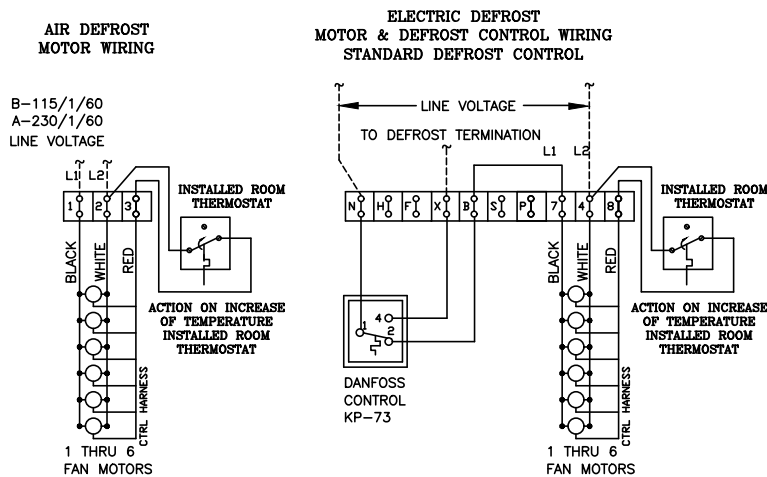 AIR DEFROST
MOTOR WIRING
B-115/1/60
A-230/1/60
LINE VOLTAGE
L1 L2
1 2 3
INSTALLED ROOM
THERMOSTAT
BLACK
WHITE
RED
ACTION ON INCREASE
OF TEMPERATURE
INSTALLED ROOM
THERMOSTAT
CTRL HARNESS
1 THRU 6
FAN MOTORS
ELECTRIC DEFROST
MOTOR & DEFROST CONTROL WIRING
STANDARD DEFROST CONTROL
LINE VOLTAGE
TO DEFROST TERMINATION
L1 L2
N H F X B S P 7 4 8
INSTALLED ROOM
THERMOSTAT
BLACK
WHITE
RED
1 4 2
DANFOSS
CONTROL
KP-73
ACTION ON INCREASE
OF TEMPERATURE
INSTALLED ROOM
THERMOSTAT
CTRL HARNESS
1 THRU 6
FAN MOTORS